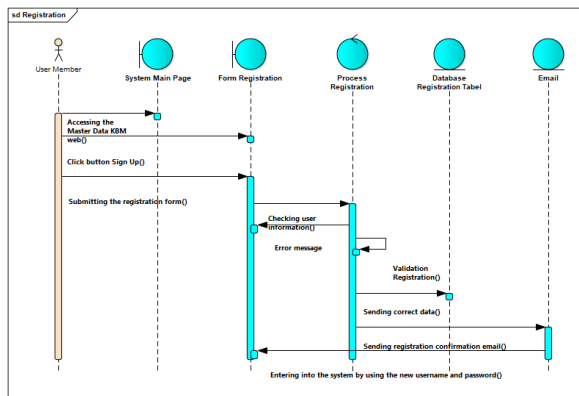 sd Registration
User Member
System Main Page
Form Registration
Process
Registration
Database
Registration Tabel
Email
Accessing the
Master Data KBM
web()
Click button Sign Up()
Submitting the registration form()
Checking user
information()
Error message
Validation
Registration()
Sending correct data()
Sending registration confirmation email()
Entering into the system by using the new username and password()